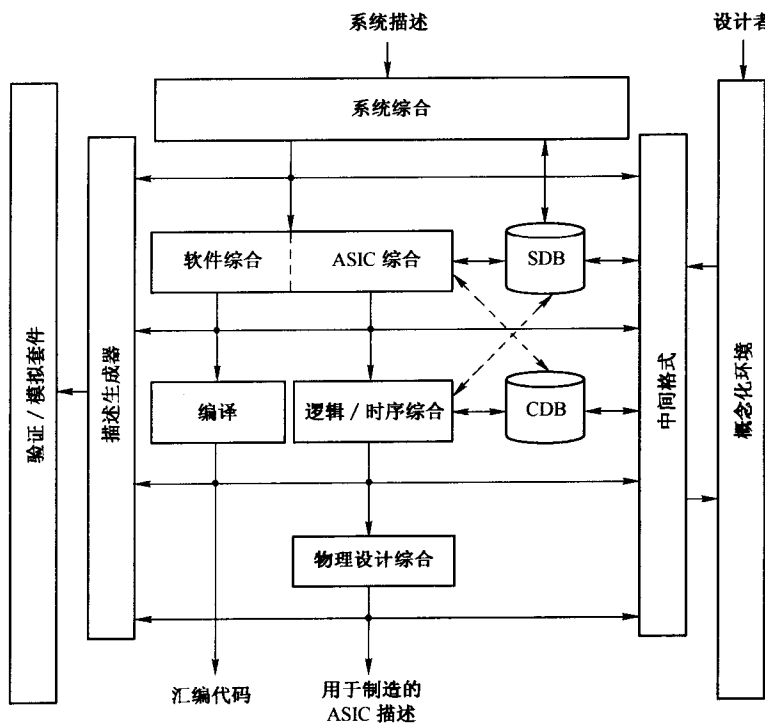 系统描述
设计者
系统综合
软件综合
ASIC 综合
SDB
验证 / 模拟套件
描述生成器
编译
逻辑 / 时序综合
CDB
中间格式
概念化环境
物理设计综合
汇编代码
用于制造的
ASIC 描述